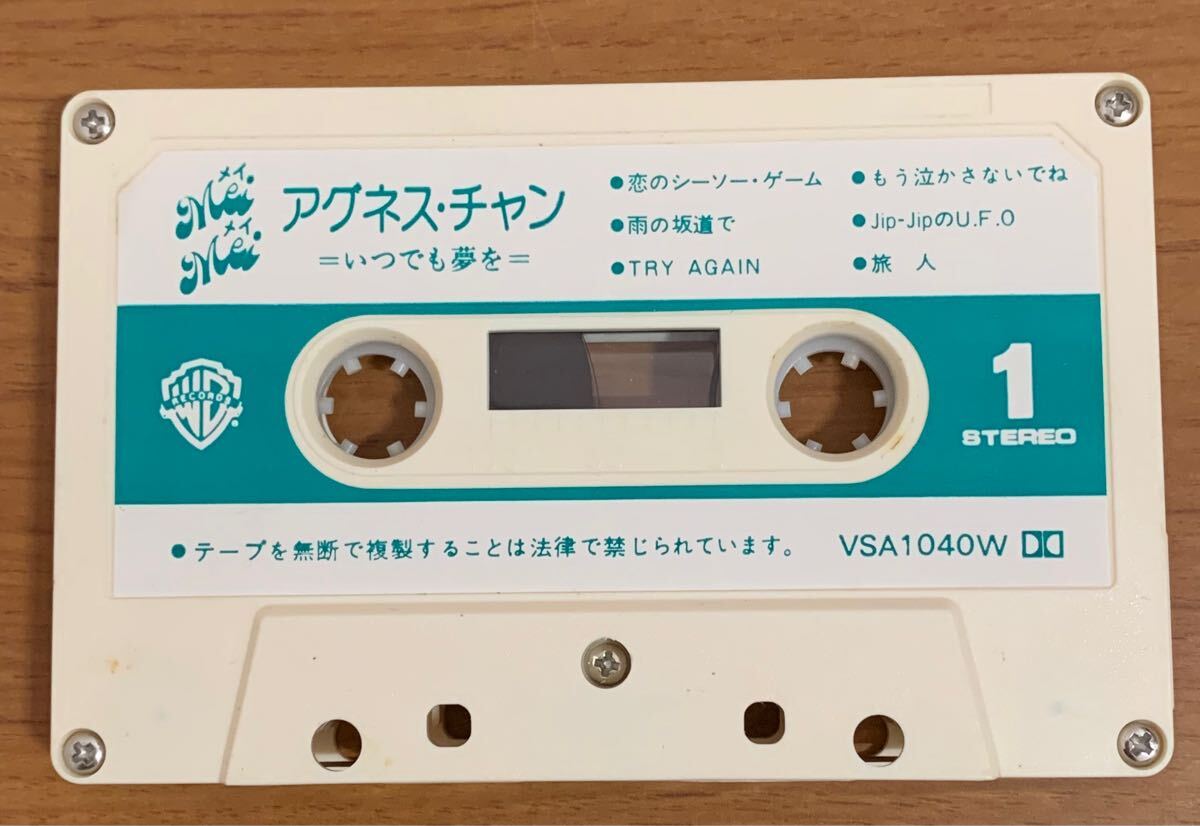 メイ.
Mei
メイ.
Mei.
アグネス・チャン
=いつでも夢を=
●恋のシーソー・ゲーム
●雨の坂道で
●TRY AGAIN
●もう泣かさないでね
●Jip-JipのU.F.O
●旅 人
WB
RECORDS
1
STEREO
●テープを無断で複製することは法律で禁じられています。 VSA1040W